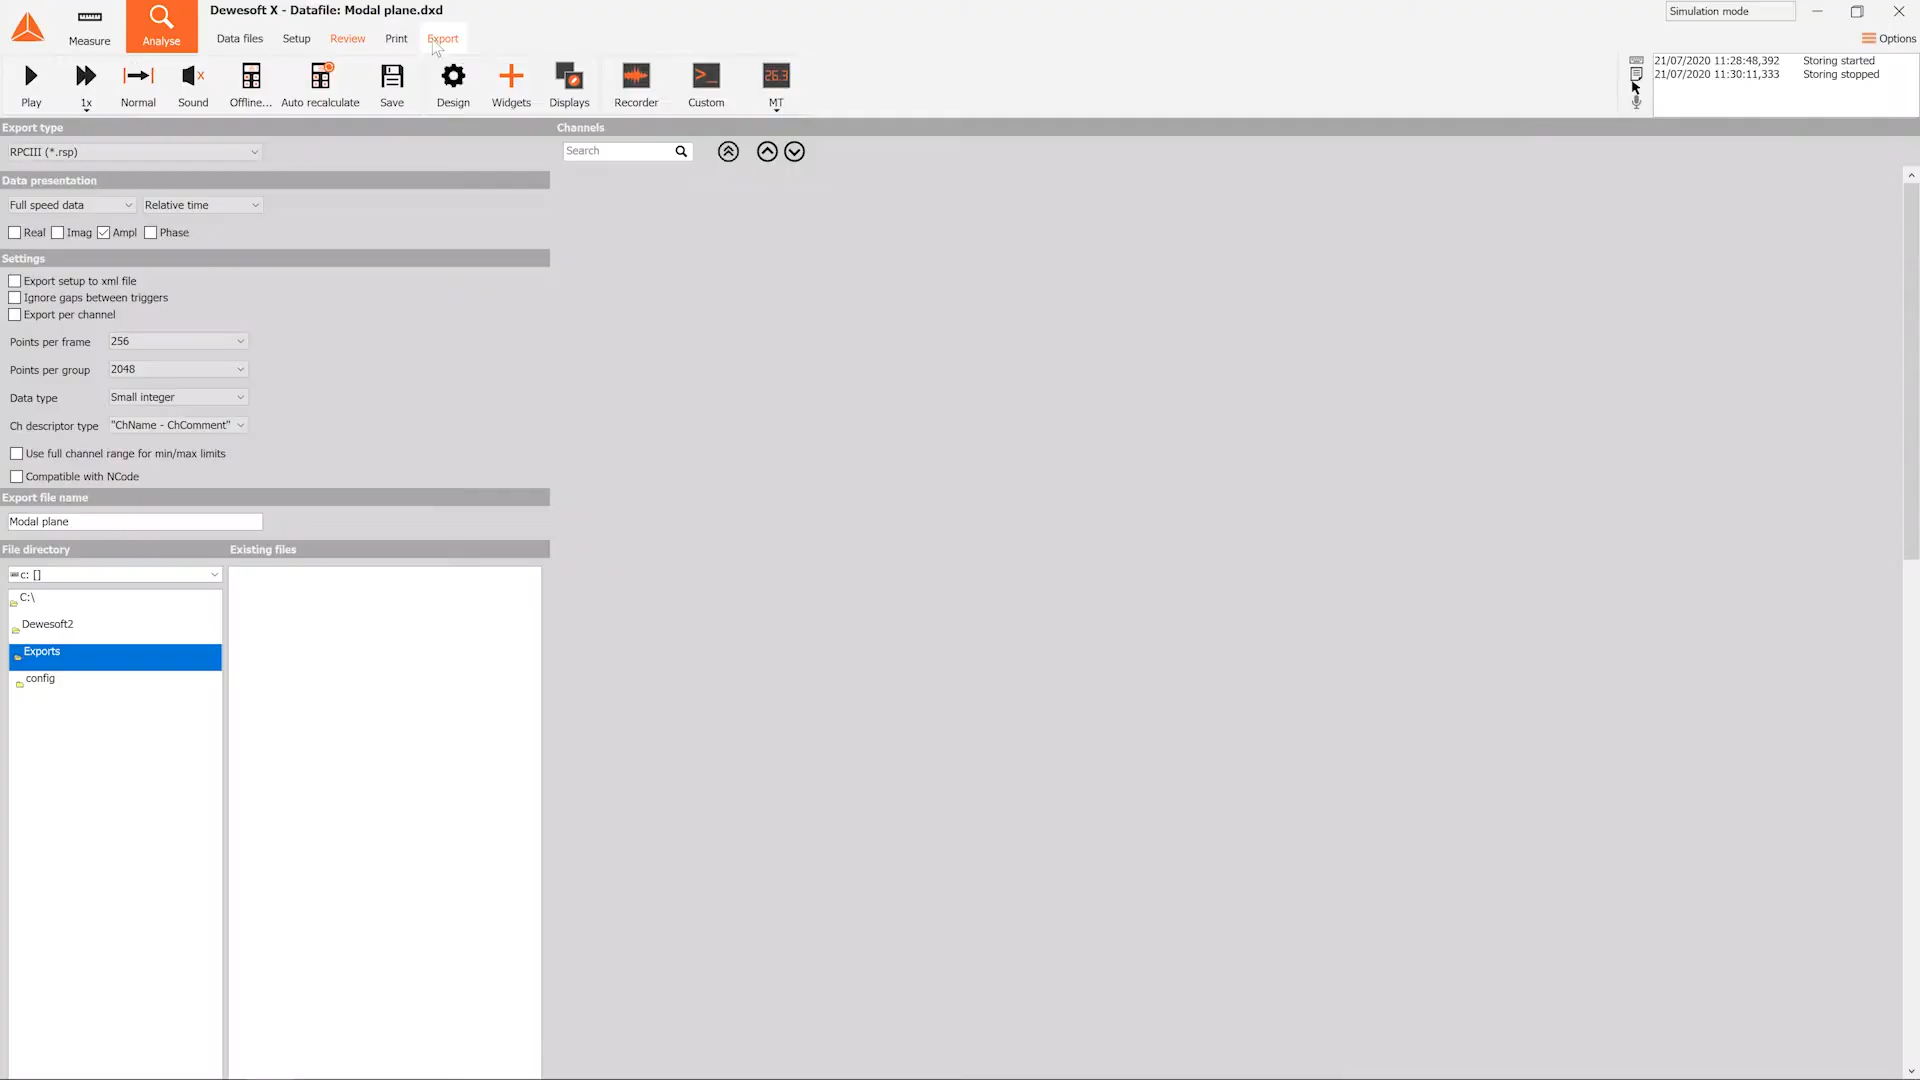 Dewesoft X - Datafile: Modal plane.dxd
Simulation mode
Measure
Analyse
Data files
Setup
Review
Print
Export
Options
Play
1x
Normal
Sound
Offline...
Auto recalculate
Save
Design
Widgets
Displays
Recorder
Custom
26.3
MT
21/07/2020 11:28:48,392 Storing started
21/07/2020 11:30:11,333 Storing stopped
Export type
RPCIII (*.rsp)
Data presentation
Full speed data
Relative time
Real
Imag
Ampl
Phase
Settings
Export setup to xml file
Ignore gaps between triggers
Export per channel
Points per frame 256
Points per group 2048
Data type Small integer
Ch descriptor type "ChName - ChComment"
Use full channel range for min/max limits
Compatible with NCode
Export file name
Modal plane
File directory
Existing files
c: []
C:\
Dewesoft2
Exports
config
Channels
Search